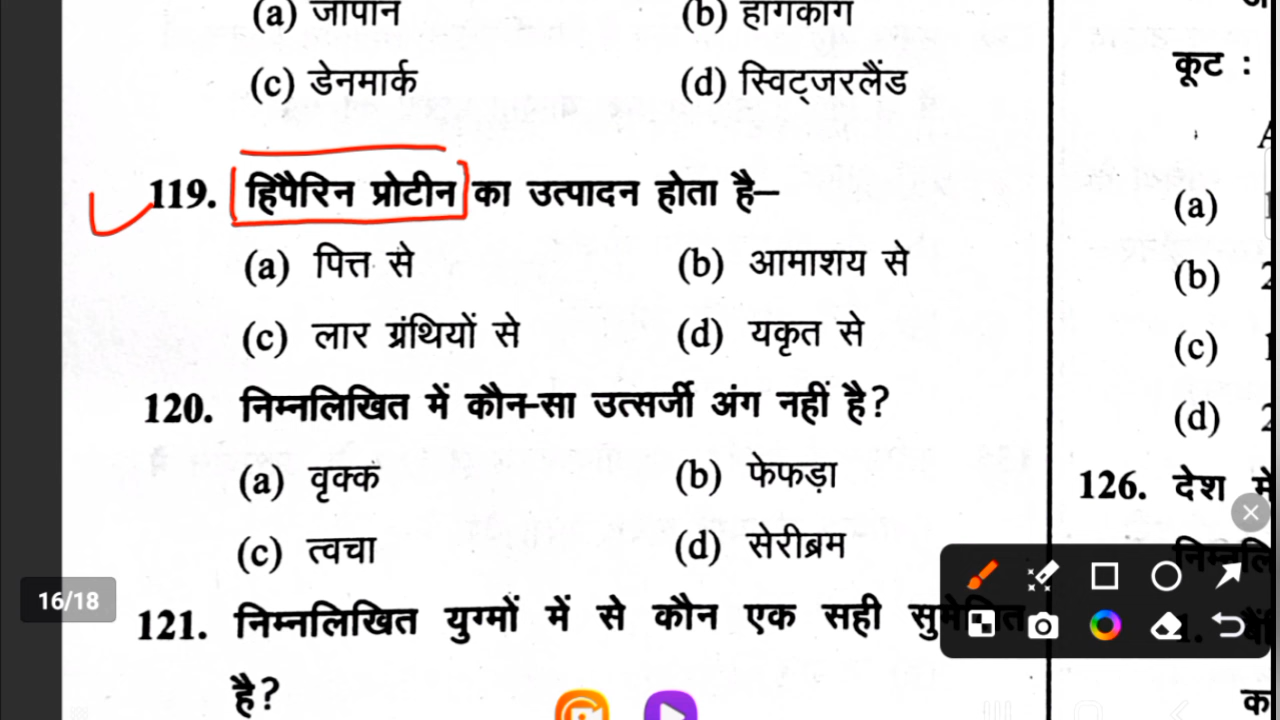 (a) जापान
(b) हांगकांग
(c) डेनमार्क
(d) स्विट्जरलैंड
119. हिपैरिन प्रोटीन का उत्पादन होता है–
(a) पित्त से
(b) आमाशय से
(c) लार ग्रंथियों से
(d) यकृत से
120. निम्नलिखित में कौन-सा उत्सर्जी अंग नहीं है?
(a) वृक्क
(b) फेफड़ा
(c) त्वचा
(d) सेरीब्रम
121. निम्नलिखित युग्मों में से कौन एक सही सुमेलित
है?
16/18
कूट :
(a)
(b)
(c)
(d)
126. देश में